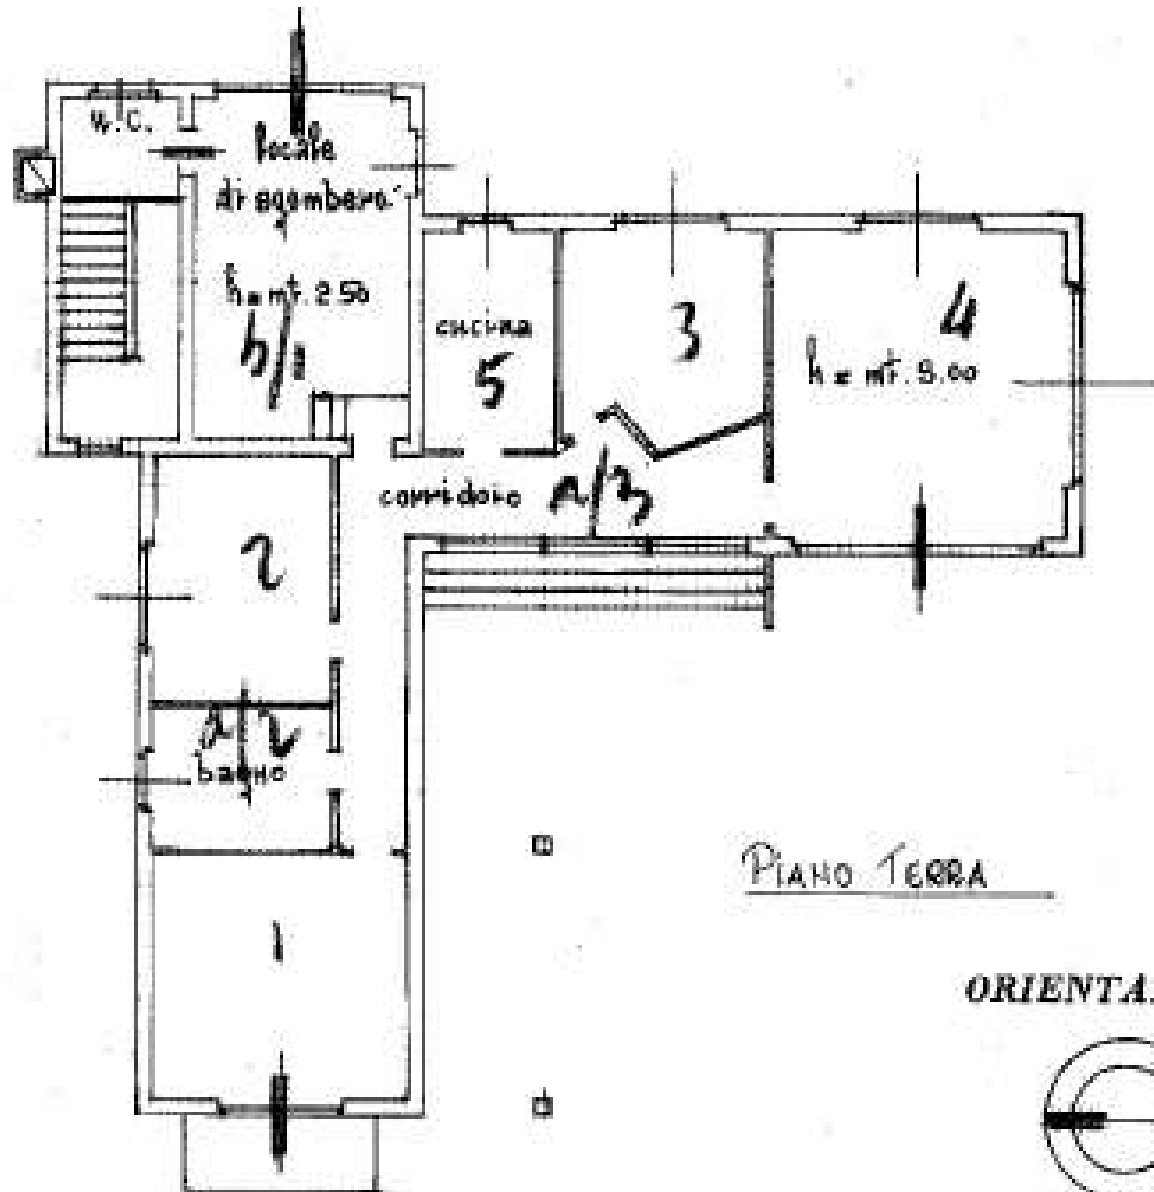 W.C.
locale
di sgombero
h = mt. 2.50
cucina
5
3
4
h = mt. 3.00
corridoio
a/3
2
a/2
bagno
1
PIANO TERRA
ORIENTA